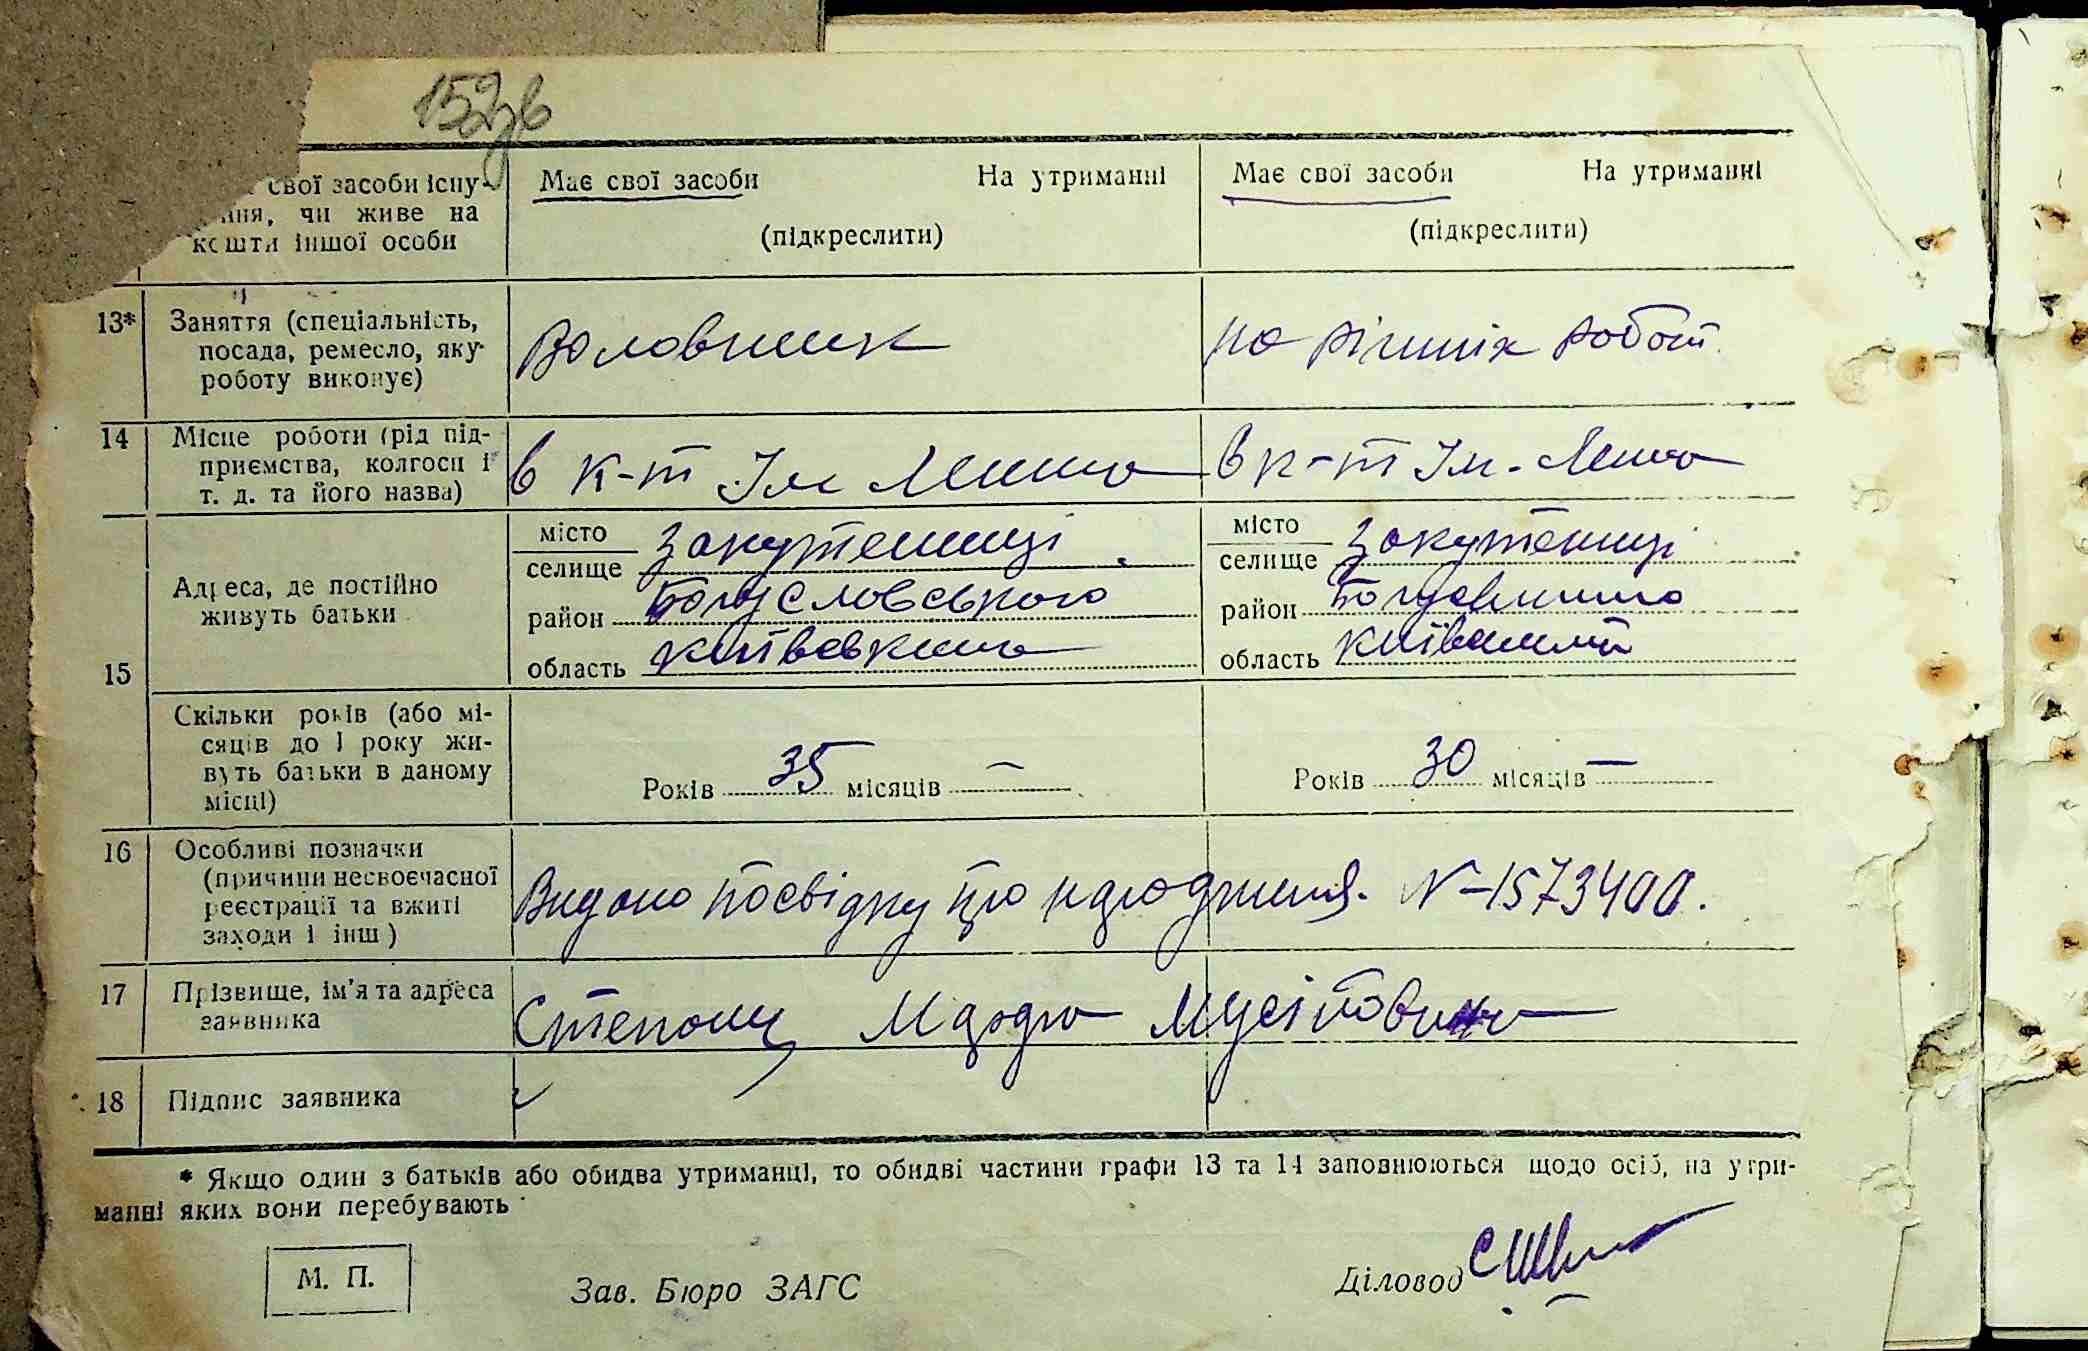 152зв
свої засоби існу- Має свої засоби На утриманні Має свої засоби На утриманні
ння, чи живе на (підкреслити) (підкреслити)
кошти іншої особи
13* Заняття (спеціальність, посада, ремесло, яку роботу виконує) Воловник на різних робот
14 Місце роботи (рід під-
приємства, колгосп і
т. д. та його назва) в к-т Ім Леніна в к-т Ім. Леніна
15 Адреса, де постійно
живуть батьки
місто
селище Закутенці місто
селище Закутенці
район Богуславського район
область Київська область
Скільки років (або мі-
сяців до 1 року жи-
вуть батьки в даному
місці) Років 35 місяців — Років 30 місяців —
16 Особливі позначки
(причини несвоєчасної
реєстрації та вжиті
заходи і інш) Видано посвідку про народження. N-1573400.
17 Прізвище, ім'я та адреса
заявника Мусіповича
18 Підпис заявника
* Якщо один з батьків або обидва утриманці, то обидві частини графи 13 та 14 заповнюються щодо осіб, на утри-
манні яких вони перебувають
М. П. Зав. Бюро ЗАГС Діловод